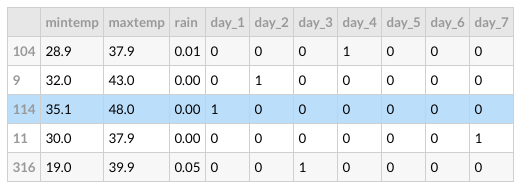 mintemp maxtemp rain day_1 day_2 day_3 day_4 day_5 day_6 day_7
104 28.9 37.9 0.01 0 0 0 1 0 0 0
9 32.0 43.0 0.00 0 1 0 0 0 0 0
114 35.1 48.0 0.00 1 0 0 0 0 0 0
11 30.0 37.9 0.00 0 0 0 0 0 0 1
316 19.0 39.9 0.05 0 0 1 0 0 0 0